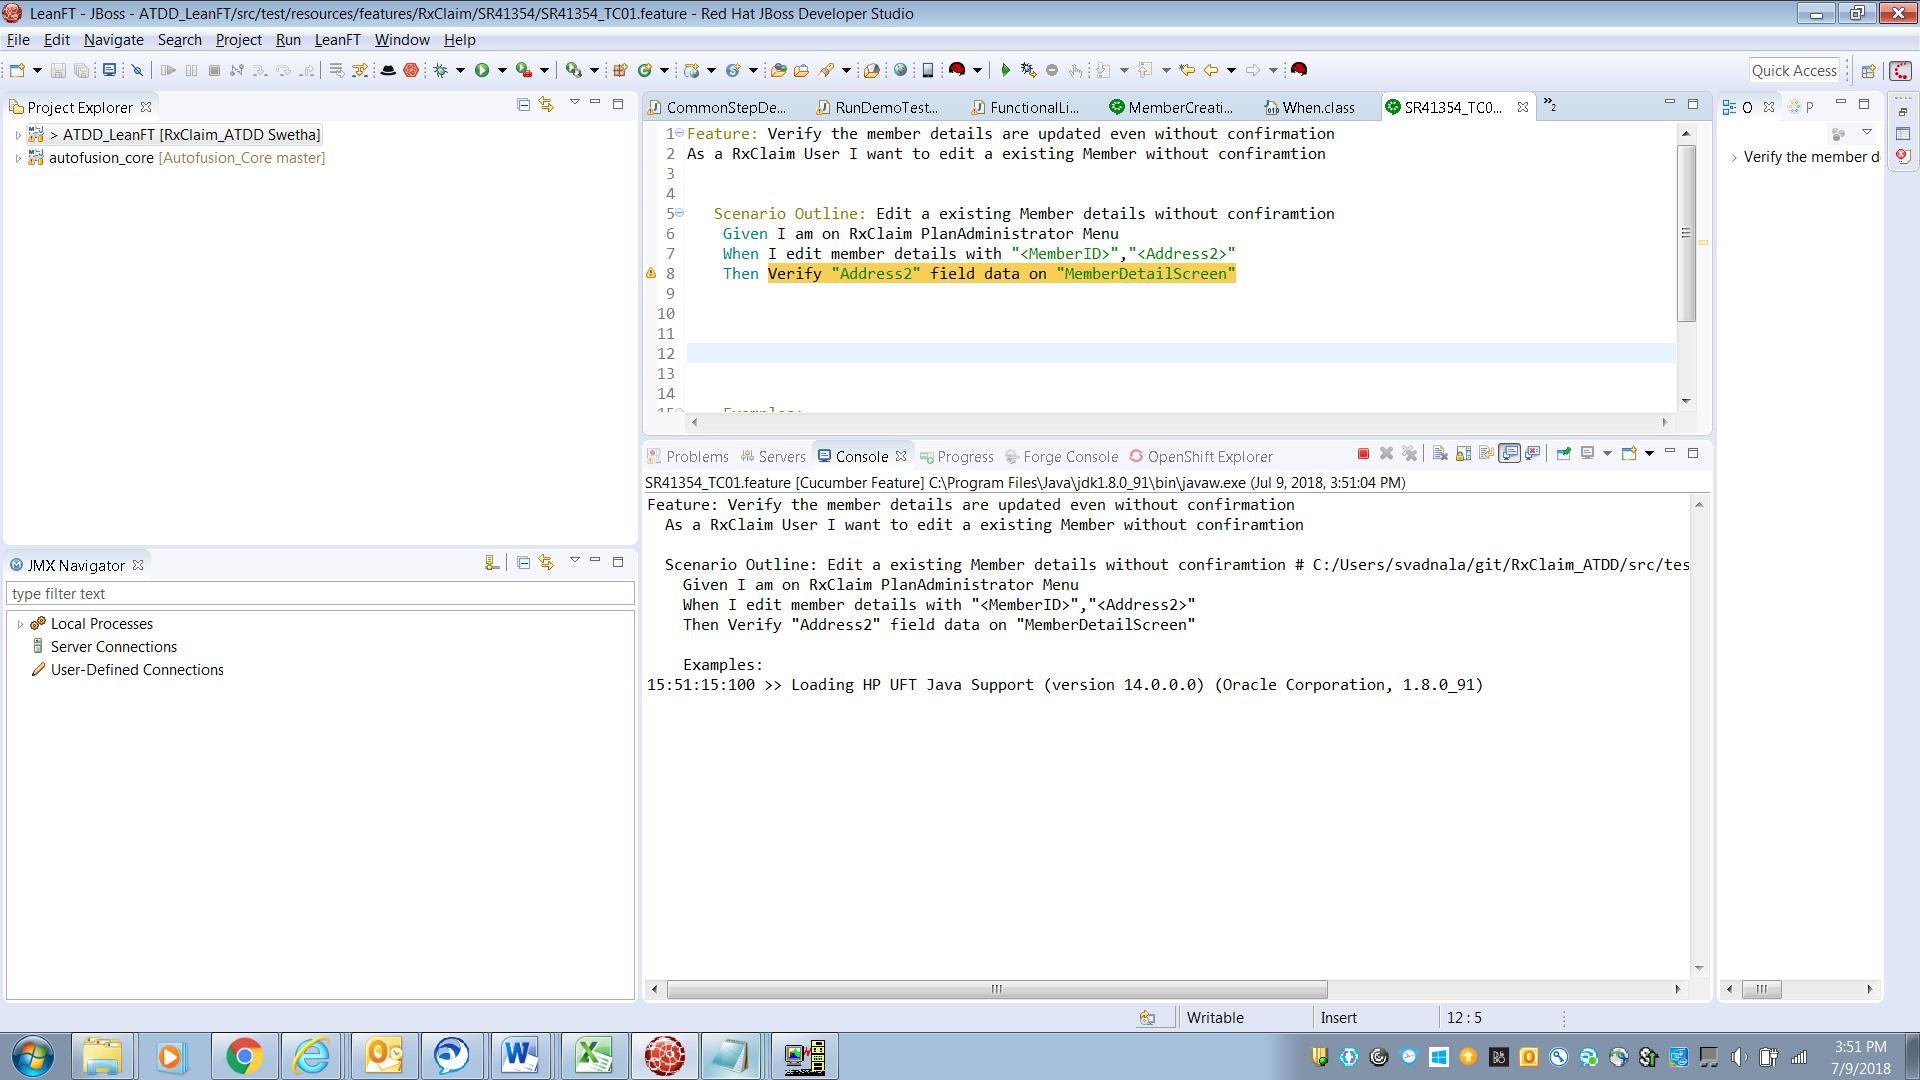 LeanFT - JBoss - ATDD_LeanFT/src/test/resources/features/RxClaim/SR41354/SR41354_TC01.feature - Red Hat JBoss Developer Studio
File Edit Navigate Search Project Run LeanFT Window Help
Quick Access
Project Explorer
> ATDD_LeanFT [RxClaim_ATDD Swetha]
autofusion_core [Autofusion_Core master]
JMX Navigator
type filter text
Local Processes
Server Connections
User-Defined Connections
CommonStepDe... RunDemoTest... FunctionalLi... MemberCreati... When.class SR41354_TC0... »2
1 Feature: Verify the member details are updated even without confirmation
2 As a RxClaim User I want to edit a existing Member without confiramtion
3
4
5 Scenario Outline: Edit a existing Member details without confiramtion
6 Given I am on RxClaim PlanAdministrator Menu
7 When I edit member details with "<MemberID>","<Address2>"
8 Then Verify "Address2" field data on "MemberDetailScreen"
9
10
11
12
13
14
15 Examples:
Problems Servers Console Progress Forge Console OpenShift Explorer
SR41354_TC01.feature [Cucumber Feature] C:\Program Files\Java\jdk1.8.0_91\bin\javaw.exe (Jul 9, 2018, 3:51:04 PM)
Feature: Verify the member details are updated even without confirmation
As a RxClaim User I want to edit a existing Member without confiramtion
Scenario Outline: Edit a existing Member details without confiramtion # C:/Users/svadnala/git/RxClaim_ATDD/src/tes
Given I am on RxClaim PlanAdministrator Menu
When I edit member details with "<MemberID>","<Address2>"
Then Verify "Address2" field data on "MemberDetailScreen"
Examples:
15:51:15:100 >> Loading HP UFT Java Support (version 14.0.0.0) (Oracle Corporation, 1.8.0_91)
O P
Verify the member d
Writable Insert 12 : 5
3:51 PM
7/9/2018